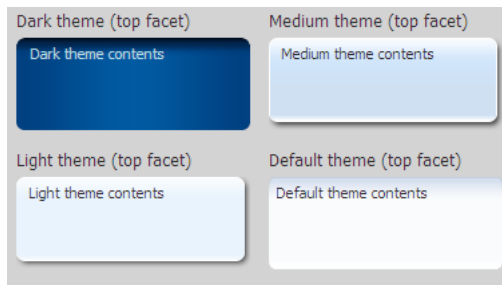 Dark theme (top facet)
Medium theme (top facet)
Dark theme contents
Medium theme contents
Light theme (top facet)
Default theme (top facet)
Light theme contents
Default theme contents